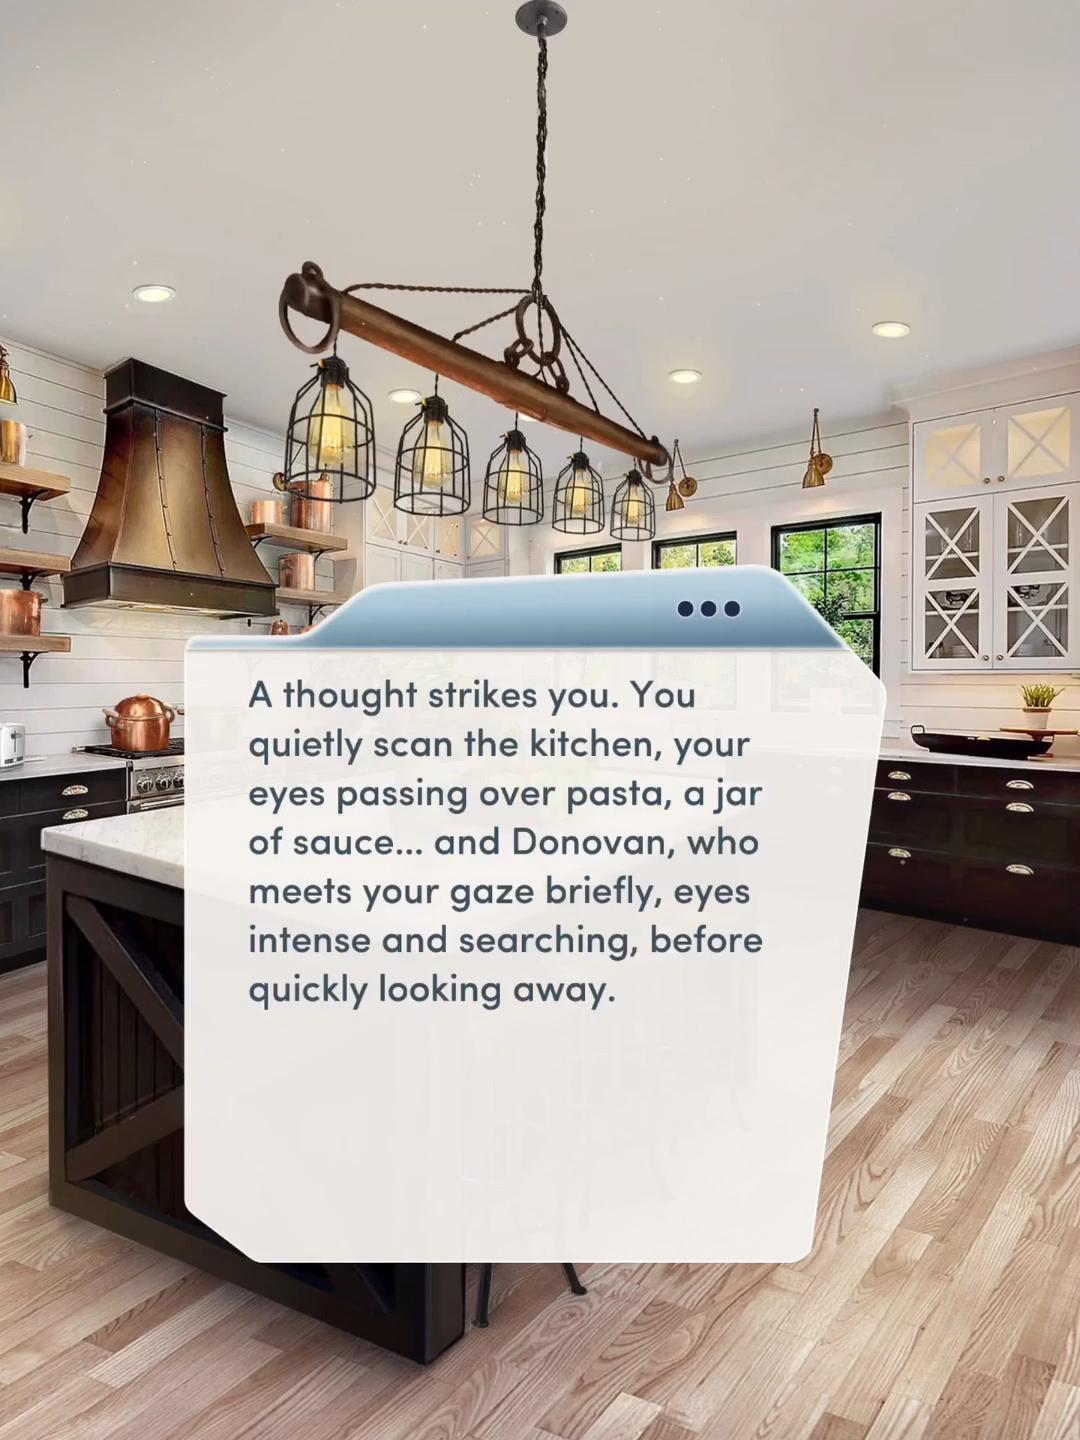 A thought strikes you. You
quietly scan the kitchen, your
eyes passing over pasta, a jar
of sauce... and Donovan, who
meets your gaze briefly, eyes
intense and searching, before
quickly looking away.